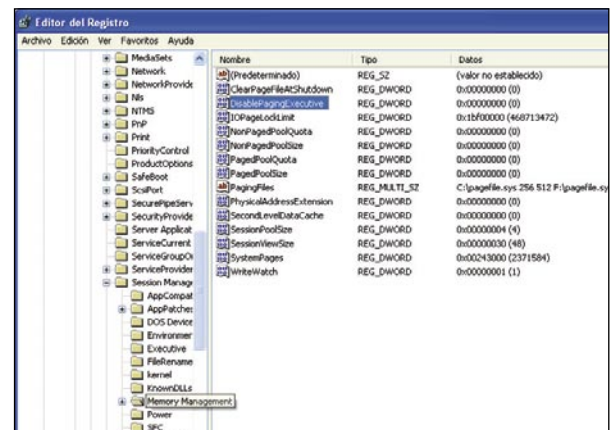 Editor del Registro
Archivo Edición Ver Favoritos Ayuda
MediaSets
Network
NetworkProvide
Nls
NTMS
PnP
Print
PriorityControl
ProductOptions
SafeBoot
ScsiPort
SecurePipeServ
SecurityProvide
Server Applicat
ServiceCurrent
ServiceGroupOr
ServiceProvider
Session Manage
AppCompat
AppPatches
DOS Device
Environmer
Executive
FileRename
kernel
KnownDLLs
Memory Management
Power
SFC
Nombre Tipo Datos
(Predeterminado) REG_SZ (valor no establecido)
ClearPageFileAtShutdown REG_DWORD 0x00000000 (0)
DisablePagingExecutive REG_DWORD 0x00000000 (0)
IOPageLockLimit REG_DWORD 0x1bf00000 (468713472)
NonPagedPoolQuota REG_DWORD 0x00000000 (0)
NonPagedPoolSize REG_DWORD 0x00000000 (0)
PagedPoolQuota REG_DWORD 0x00000000 (0)
PagedPoolSize REG_DWORD 0x00000000 (0)
PagingFiles REG_MULTI_SZ C:\pagefile.sys 256 512 F:\pagefile.sy
PhysicalAddressExtension REG_DWORD 0x00000000 (0)
SecondLevelDataCache REG_DWORD 0x00000000 (0)
SessionPoolSize REG_DWORD 0x00000004 (4)
SessionViewSize REG_DWORD 0x00000030 (48)
SystemPages REG_DWORD 0x00243000 (2371584)
WriteWatch REG_DWORD 0x00000001 (1)